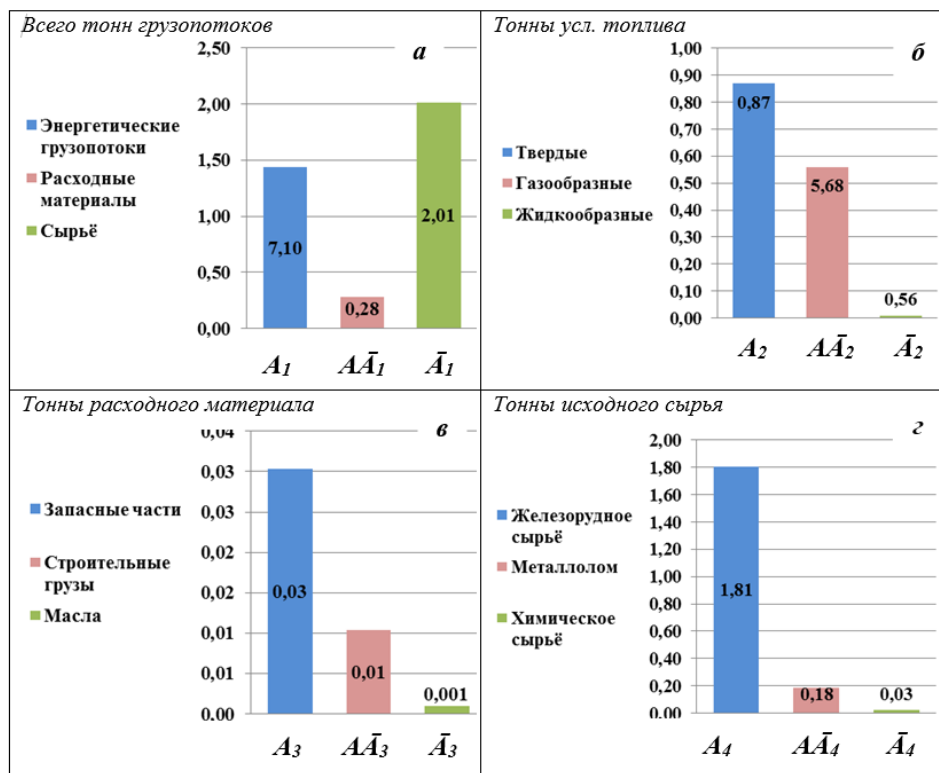 Всего тонн грузопотоков
а
2,50
2,00
1,50
1,00
0,50
0,00
Энергетические
грузопотоки
Расходные
материалы
Сырьё
7,10
0,28
2,01
A₁
AĀ₁
Ā₁
Тонны усл. топлива
б
1,00
0,90
0,80
0,70
0,60
0,50
0,40
0,30
0,20
0,10
0,00
Твердые
Газообразные
Жидкообразные
0,87
5,68
0,56
A₂
AĀ₂
Ā₂
Тонны расходного материала
в
0,04
0,03
0,03
0,02
0,02
0,01
0,01
0,00
Запасные части
Строительные
грузы
Масла
0,03
0,01
0,001
A₃
AĀ₃
Ā₃
Тонны исходного сырья
г
2,00
1,80
1,60
1,40
1,20
1,00
0,80
0,60
0,40
0,20
0,00
Железорудное
сырьё
Металлолом
Химическое
сырьё
1,81
0,18
0,03
A₄
AĀ₄
Ā₄